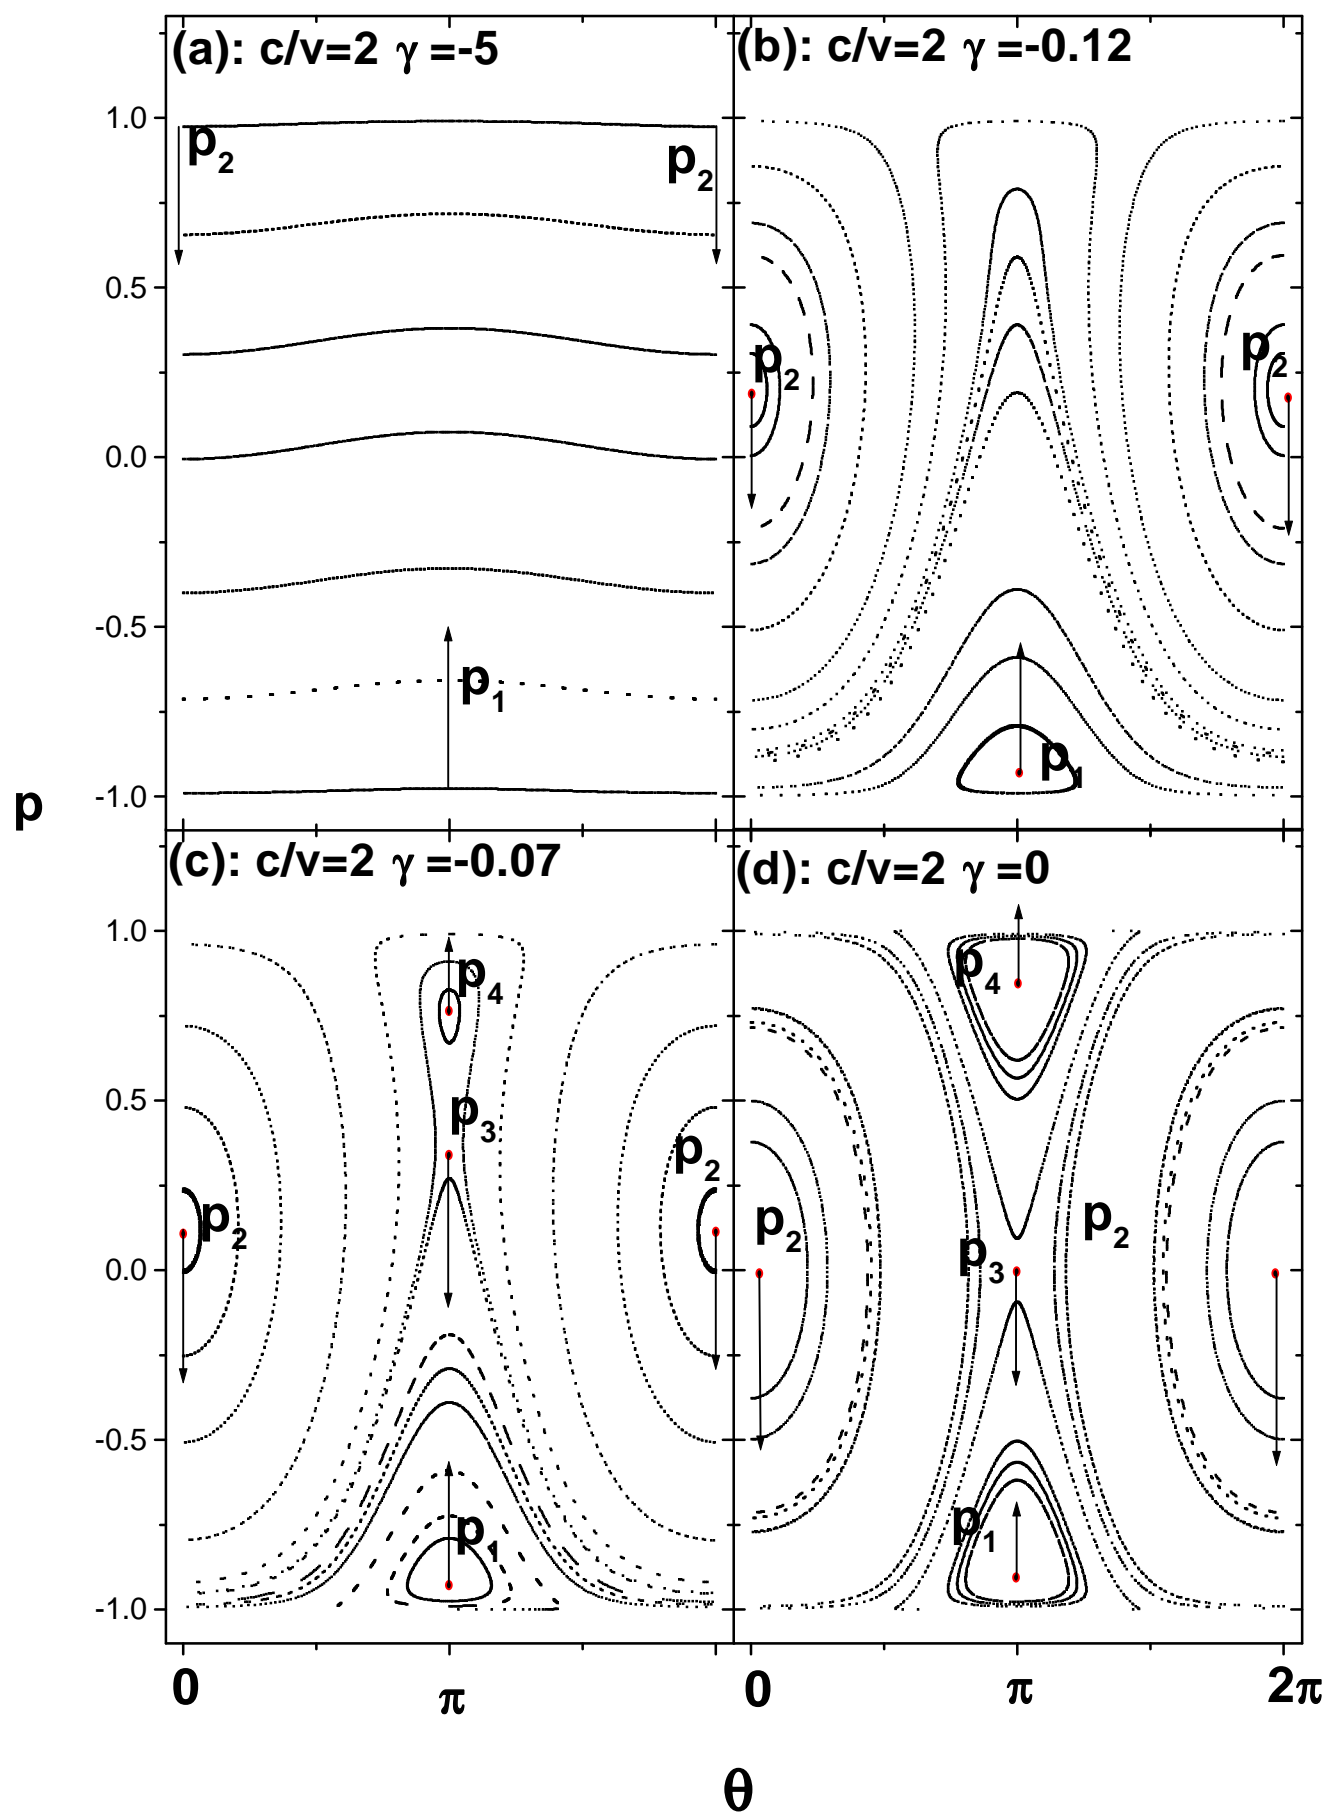 (a): c/v=2 γ =-5
(b): c/v=2 γ =-0.12
1.0
p2
p2
0.5
p2
p2
0.0
-0.5
p1
p1
-1.0
p
(c): c/v=2 γ =-0.07
(d): c/v=2 γ =0
1.0
p4
p4
0.5
p3
p2
p2
p2
p2
p3
0.0
-0.5
p1
p1
-1.0
0
π
0
π
2π
θ